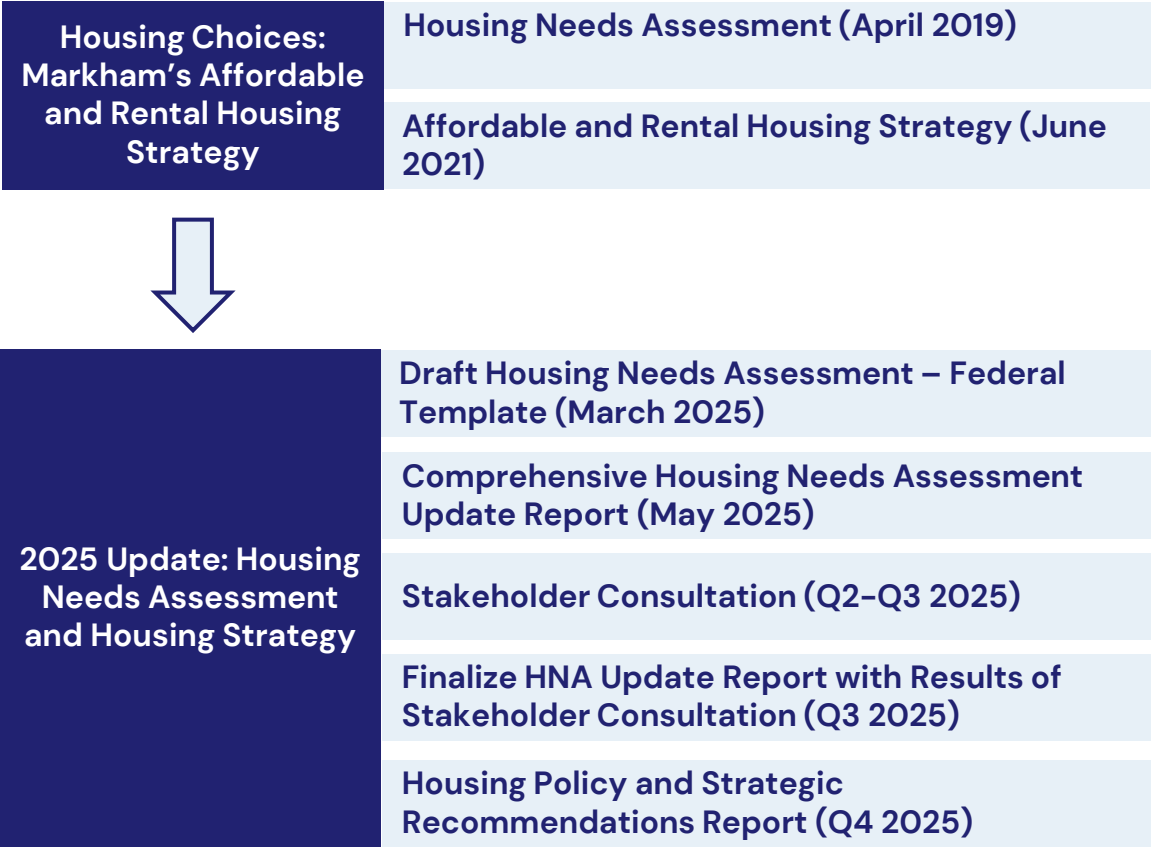 Housing Choices:
Markham’s Affordable
and Rental Housing
Strategy
Housing Needs Assessment (April 2019)
Affordable and Rental Housing Strategy (June
2021)
2025 Update: Housing
Needs Assessment
and Housing Strategy
Draft Housing Needs Assessment – Federal
Template (March 2025)
Comprehensive Housing Needs Assessment
Update Report (May 2025)
Stakeholder Consultation (Q2-Q3 2025)
Finalize HNA Update Report with Results of
Stakeholder Consultation (Q3 2025)
Housing Policy and Strategic
Recommendations Report (Q4 2025)